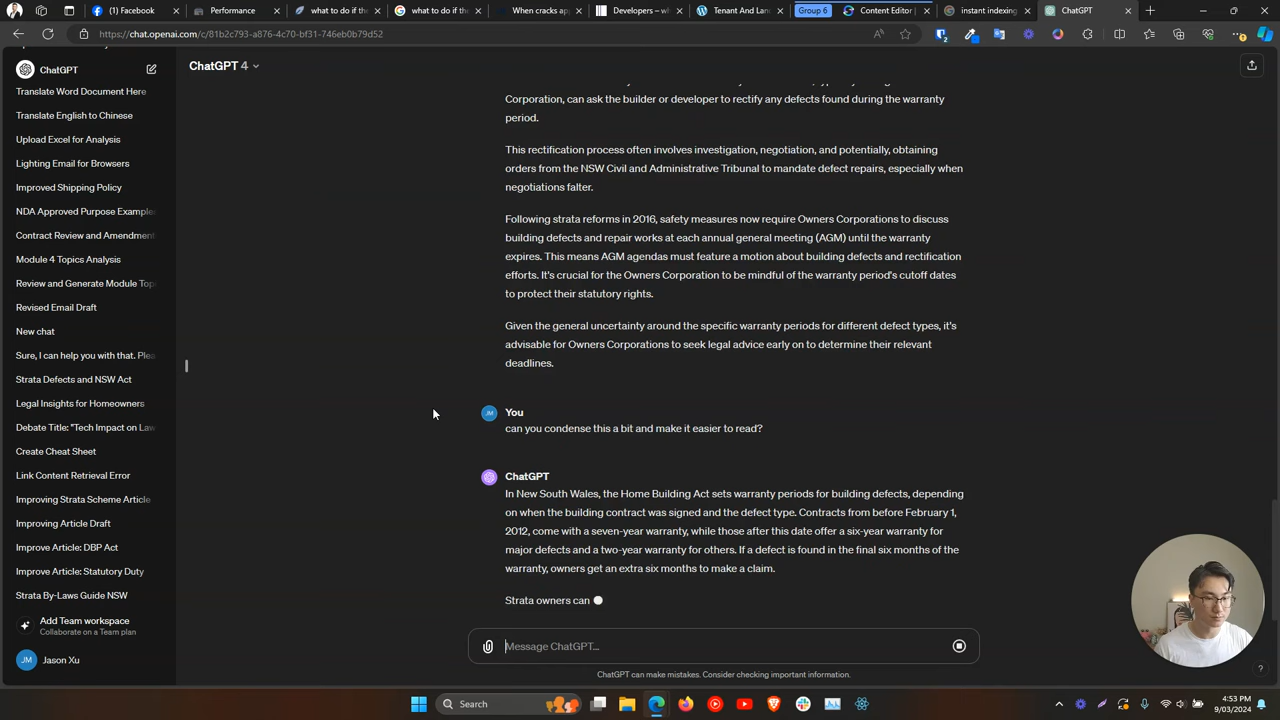 (1) Facebook
Performance
what to do if the
what to do if the
When cracks ap
Developers – w
Tenant And Lan
Group 6
Content Editor
instant indexing
ChatGPT
https://chat.openai.com/c/81b2c793-a876-4c70-bf31-746eb0b79d52
ChatGPT
Translate Word Document Here
Translate English to Chinese
Upload Excel for Analysis
Lighting Email for Browsers
Improved Shipping Policy
NDA Approved Purpose Example
Contract Review and Amendment
Module 4 Topics Analysis
Review and Generate Module Top
Revised Email Draft
New chat
Sure, I can help you with that. Plea
Strata Defects and NSW Act
Legal Insights for Homeowners
Debate Title: "Tech Impact on Law
Create Cheat Sheet
Link Content Retrieval Error
Improving Strata Scheme Article
Improving Article Draft
Improve Article: DBP Act
Improve Article: Statutory Duty
Strata By-Laws Guide NSW
Add Team workspace
Collaborate on a Team plan
JM Jason Xu
ChatGPT 4
Corporation, can ask the builder or developer to rectify any defects found during the warranty
period.
This rectification process often involves investigation, negotiation, and potentially, obtaining
orders from the NSW Civil and Administrative Tribunal to mandate defect repairs, especially when
negotiations falter.
Following strata reforms in 2016, safety measures now require Owners Corporations to discuss
building defects and repair works at each annual general meeting (AGM) until the warranty
expires. This means AGM agendas must feature a motion about building defects and rectification
efforts. It's crucial for the Owners Corporation to be mindful of the warranty period's cutoff dates
to protect their statutory rights.
Given the general uncertainty around the specific warranty periods for different defect types, it's
advisable for Owners Corporations to seek legal advice early on to determine their relevant
deadlines.
JM You
can you condense this a bit and make it easier to read?
ChatGPT
In New South Wales, the Home Building Act sets warranty periods for building defects, depending
on when the building contract was signed and the defect type. Contracts from before February 1,
2012, come with a seven-year warranty, while those after this date offer a six-year warranty for
major defects and a two-year warranty for others. If a defect is found in the final six months of the
warranty, owners get an extra six months to make a claim.
Strata owners can
Message ChatGPT...
ChatGPT can make mistakes. Consider checking important information.
?
Search
4:53 PM
9/03/2024